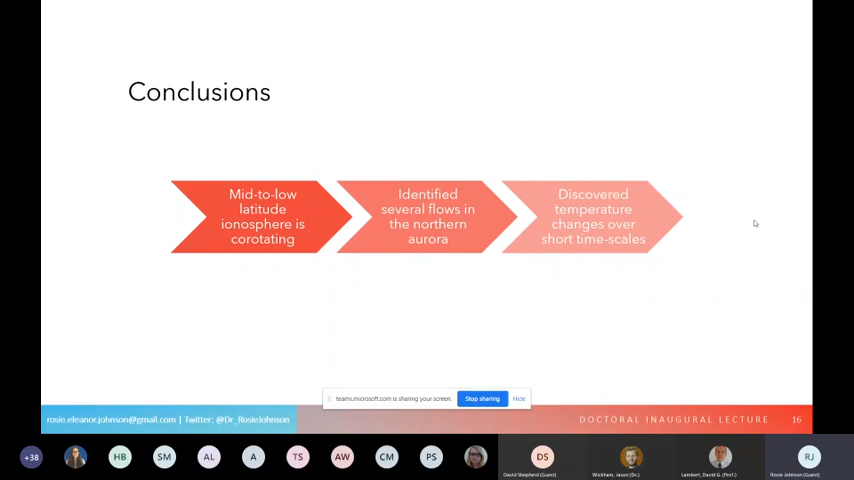 Conclusions
Mid-to-low
latitude
ionosphere is
corotating
Identified
several flows in
the northern
aurora
Discovered
temperature
changes over
short time-scales
teams.microsoft.com is sharing your screen.
Stop sharing
Hide
rosie.eleanor.johnson@gmail.com | Twitter: @Dr_RosieJohnson
DOCTORAL INAUGURAL LECTURE 16
+38
HB
SM
AL
A
TS
AW
CM
PS
DS
RJ
David Shepherd (Guest)
Wickham, Jason (Dr.)
Lambert, David G. (Prof.)
Rosie Johnson (Guest)